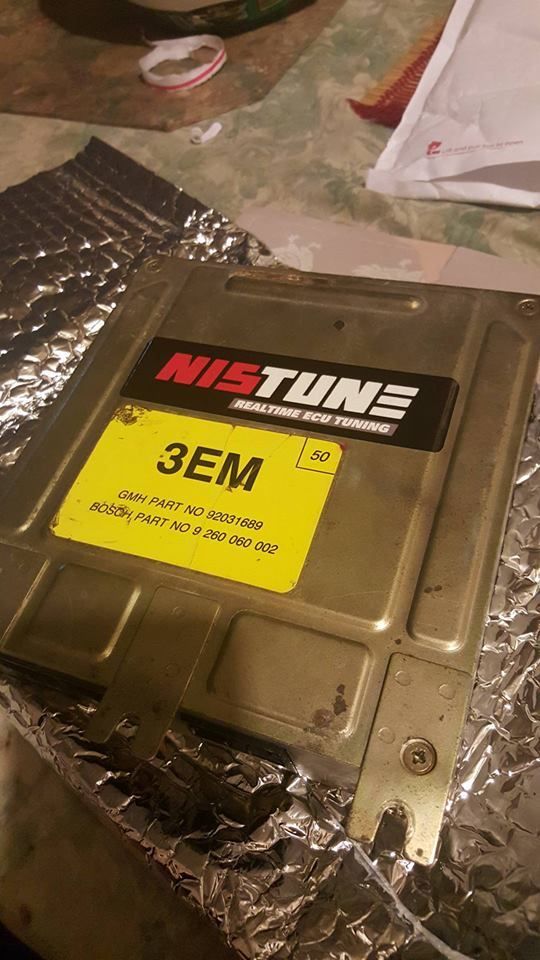 NISTUNE
REALTIME ECU TUNING
3EM
50
GMH PART NO 92031689
BOSCH PART NO 9 260 060 002